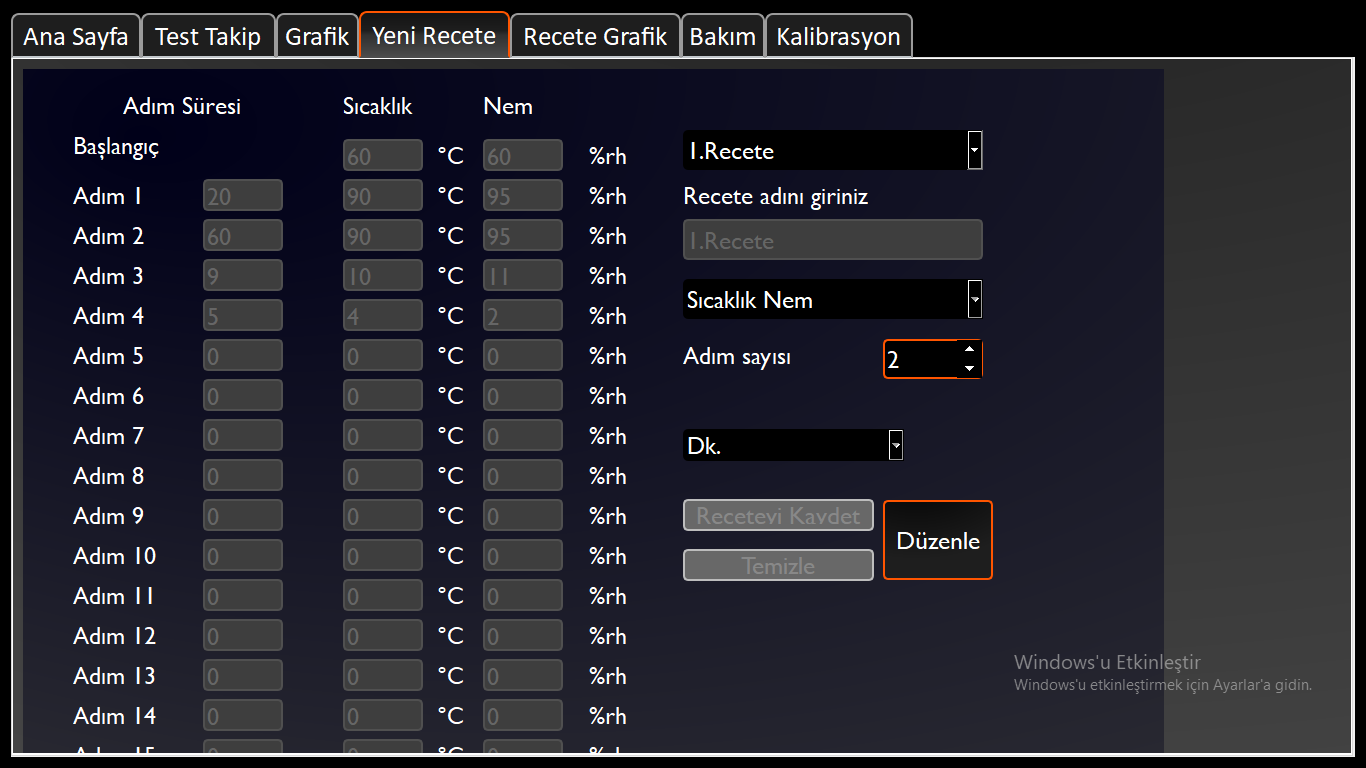 Ana Sayfa Test Takip Grafik Yeni Recete Recete Grafik Bakım Kalibrasyon
Adım Süresi Sıcaklık Nem
Başlangıç 60 °C 60 %rh
Adım 1 20 90 °C 95 %rh
Adım 2 60 90 °C 95 %rh
Adım 3 9 10 °C 11 %rh
Adım 4 5 4 °C 2 %rh
Adım 5 0 0 °C 0 %rh
Adım 6 0 0 °C 0 %rh
Adım 7 0 0 °C 0 %rh
Adım 8 0 0 °C 0 %rh
Adım 9 0 0 °C 0 %rh
Adım 10 0 0 °C 0 %rh
Adım 11 0 0 °C 0 %rh
Adım 12 0 0 °C 0 %rh
Adım 13 0 0 °C 0 %rh
Adım 14 0 0 °C 0 %rh
Adım 15 0 0 °C 0 %rh
1.Recete
Recete adını giriniz
1.Recete
Sıcaklık Nem
Adım sayısı 2
Dk.
Receteyi Kaydet
Temizle
Düzenle
Windows'u Etkinleştir
Windows'u etkinleştirmek için Ayarlar'a gidin.